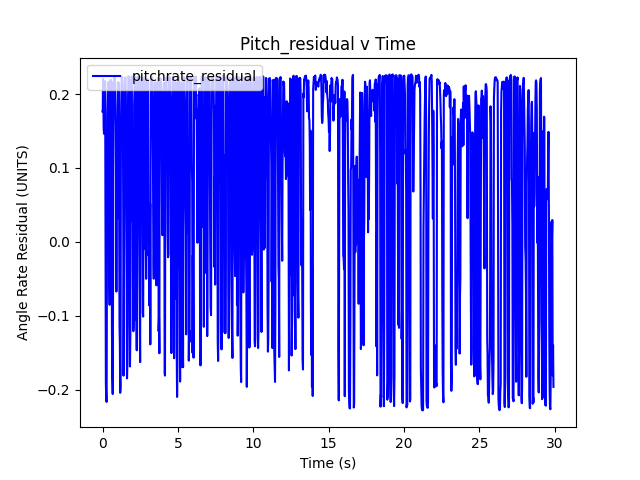 Pitch_residual v Time
pitchrate_residual
Angle Rate Residual (UNITS)
0.2
0.1
0.0
−0.1
−0.2
0 5 10 15 20 25 30
Time (s)